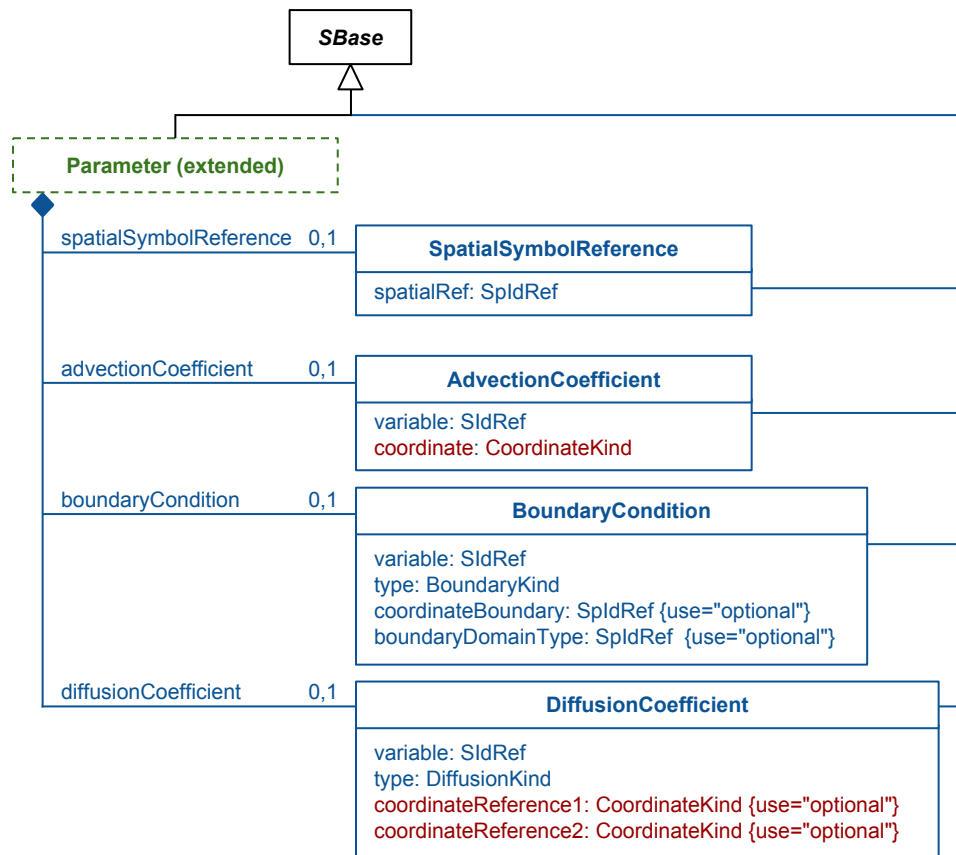 SBase
Parameter (extended)
spatialSymbolReference 0,1
SpatialSymbolReference
spatialRef: SpIdRef
advectionCoefficient 0,1
AdvectionCoefficient
variable: SIdRef
coordinate: CoordinateKind
boundaryCondition 0,1
BoundaryCondition
variable: SIdRef
type: BoundaryKind
coordinateBoundary: SpIdRef {use="optional"}
boundaryDomainType: SpIdRef {use="optional"}
diffusionCoefficient 0,1
DiffusionCoefficient
variable: SIdRef
type: DiffusionKind
coordinateReference1: CoordinateKind {use="optional"}
coordinateReference2: CoordinateKind {use="optional"}